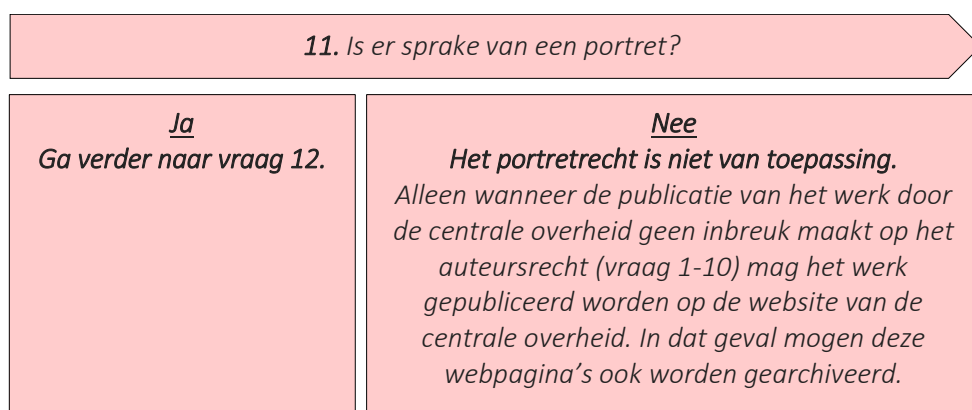 11. Is er sprake van een portret?
Ja
Ga verder naar vraag 12.
Nee
Het portretrecht is niet van toepassing.
Alleen wanneer de publicatie van het werk door
de centrale overheid geen inbreuk maakt op het
auteursrecht (vraag 1-10) mag het werk
gepubliceerd worden op de website van de
centrale overheid. In dat geval mogen deze
webpagina's ook worden gearchiveerd.